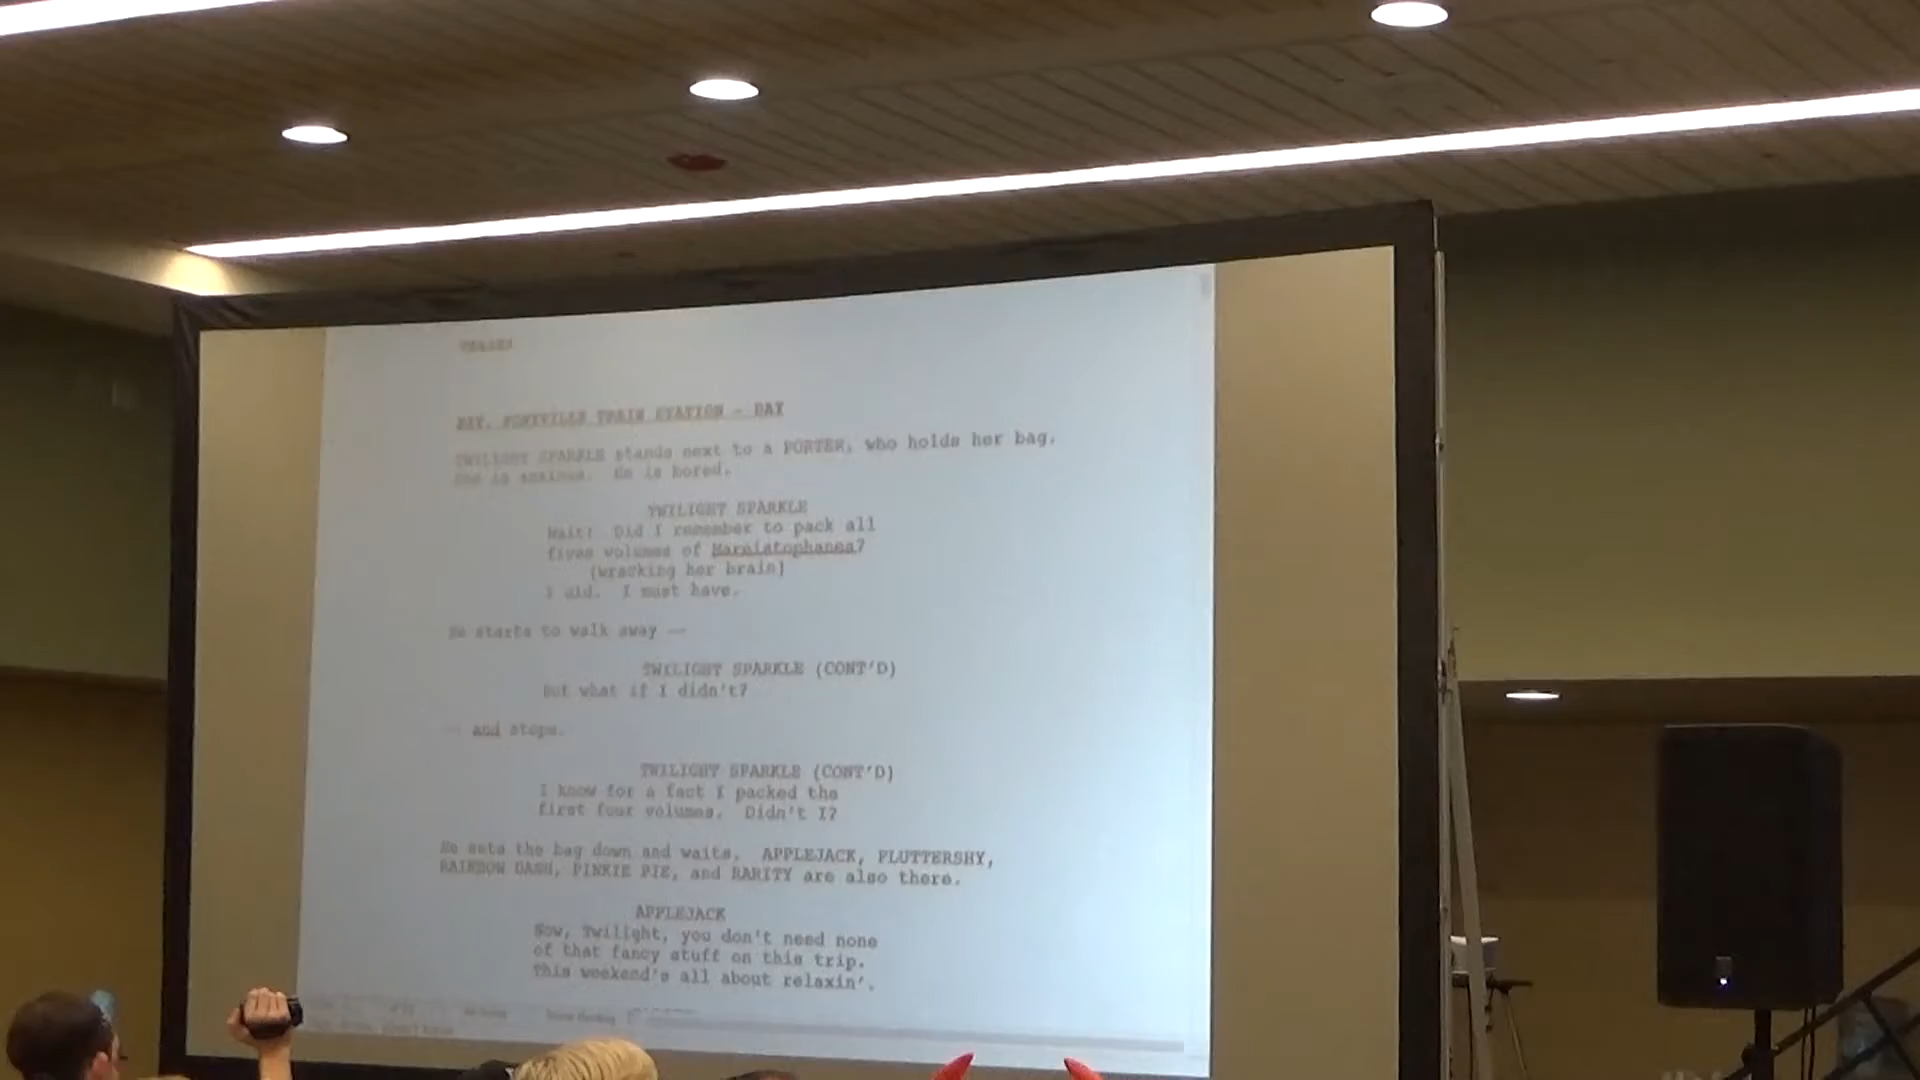 TEASER
EXT. PONYVILLE TRAIN STATION - DAY
TWILIGHT SPARKLE stands next to a PORTER, who holds her bag.
She is anxious. He is bored.
TWILIGHT SPARKLE
Wait! Did I remember to pack all
fives volumes of Mareistophanes?
(wracking her brain)
I did. I must have.
He starts to walk away --
TWILIGHT SPARKLE (CONT'D)
But what if I didn't?
-- and stops.
TWILIGHT SPARKLE (CONT'D)
I know for a fact I packed the
first four volumes. Didn't I?
He sets the bag down and waits. APPLEJACK, FLUTTERSHY,
RAINBOW DASH, PINKIE PIE, and RARITY are also there.
APPLEJACK
Now, Twilight, you don't need none
of that fancy stuff on this trip.
This weekend's all about relaxin'.